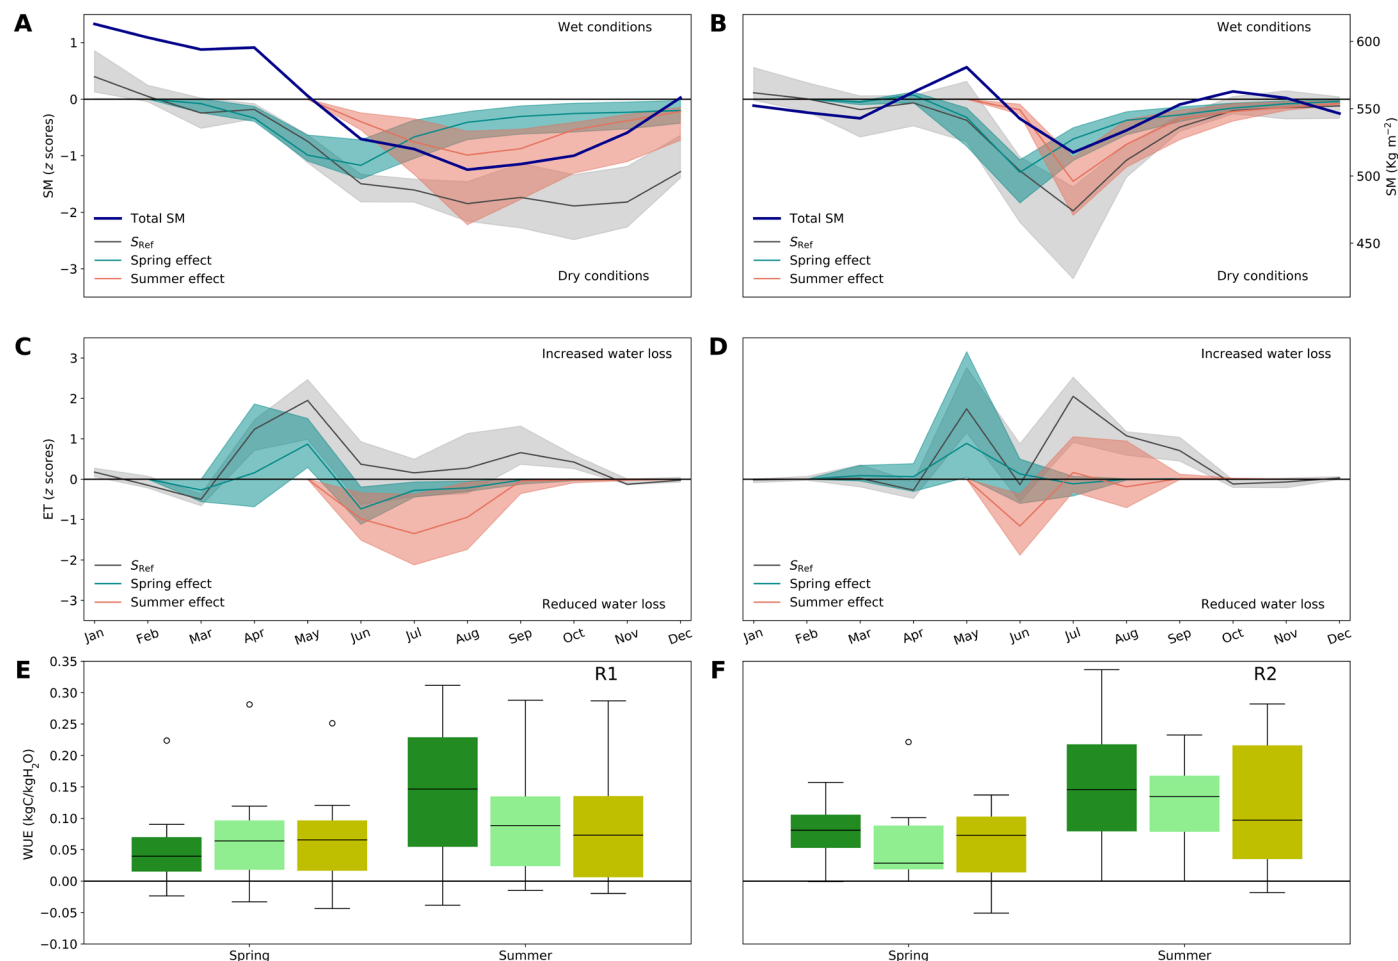 A
B
Wet conditions
Wet conditions
1
0
−1
−2
−3
SM (z scores)
Total SM
S_Ref
Spring effect
Summer effect
Dry conditions
Total SM
S_Ref
Spring effect
Summer effect
Dry conditions
600
550
500
450
SM (Kg m⁻²)
C
D
Increased water loss
Increased water loss
3
2
1
0
−1
−2
−3
ET (z scores)
S_Ref
Spring effect
Summer effect
Reduced water loss
S_Ref
Spring effect
Summer effect
Reduced water loss
Jan Feb Mar Apr May Jun Jul Aug Sep Oct Nov Dec
Jan Feb Mar Apr May Jun Jul Aug Sep Oct Nov Dec
E
F
R1
R2
0.35
0.30
0.25
0.20
0.15
0.10
0.05
0.00
−0.05
−0.10
WUE (kgC/kgH₂O)
Spring Summer
Spring Summer